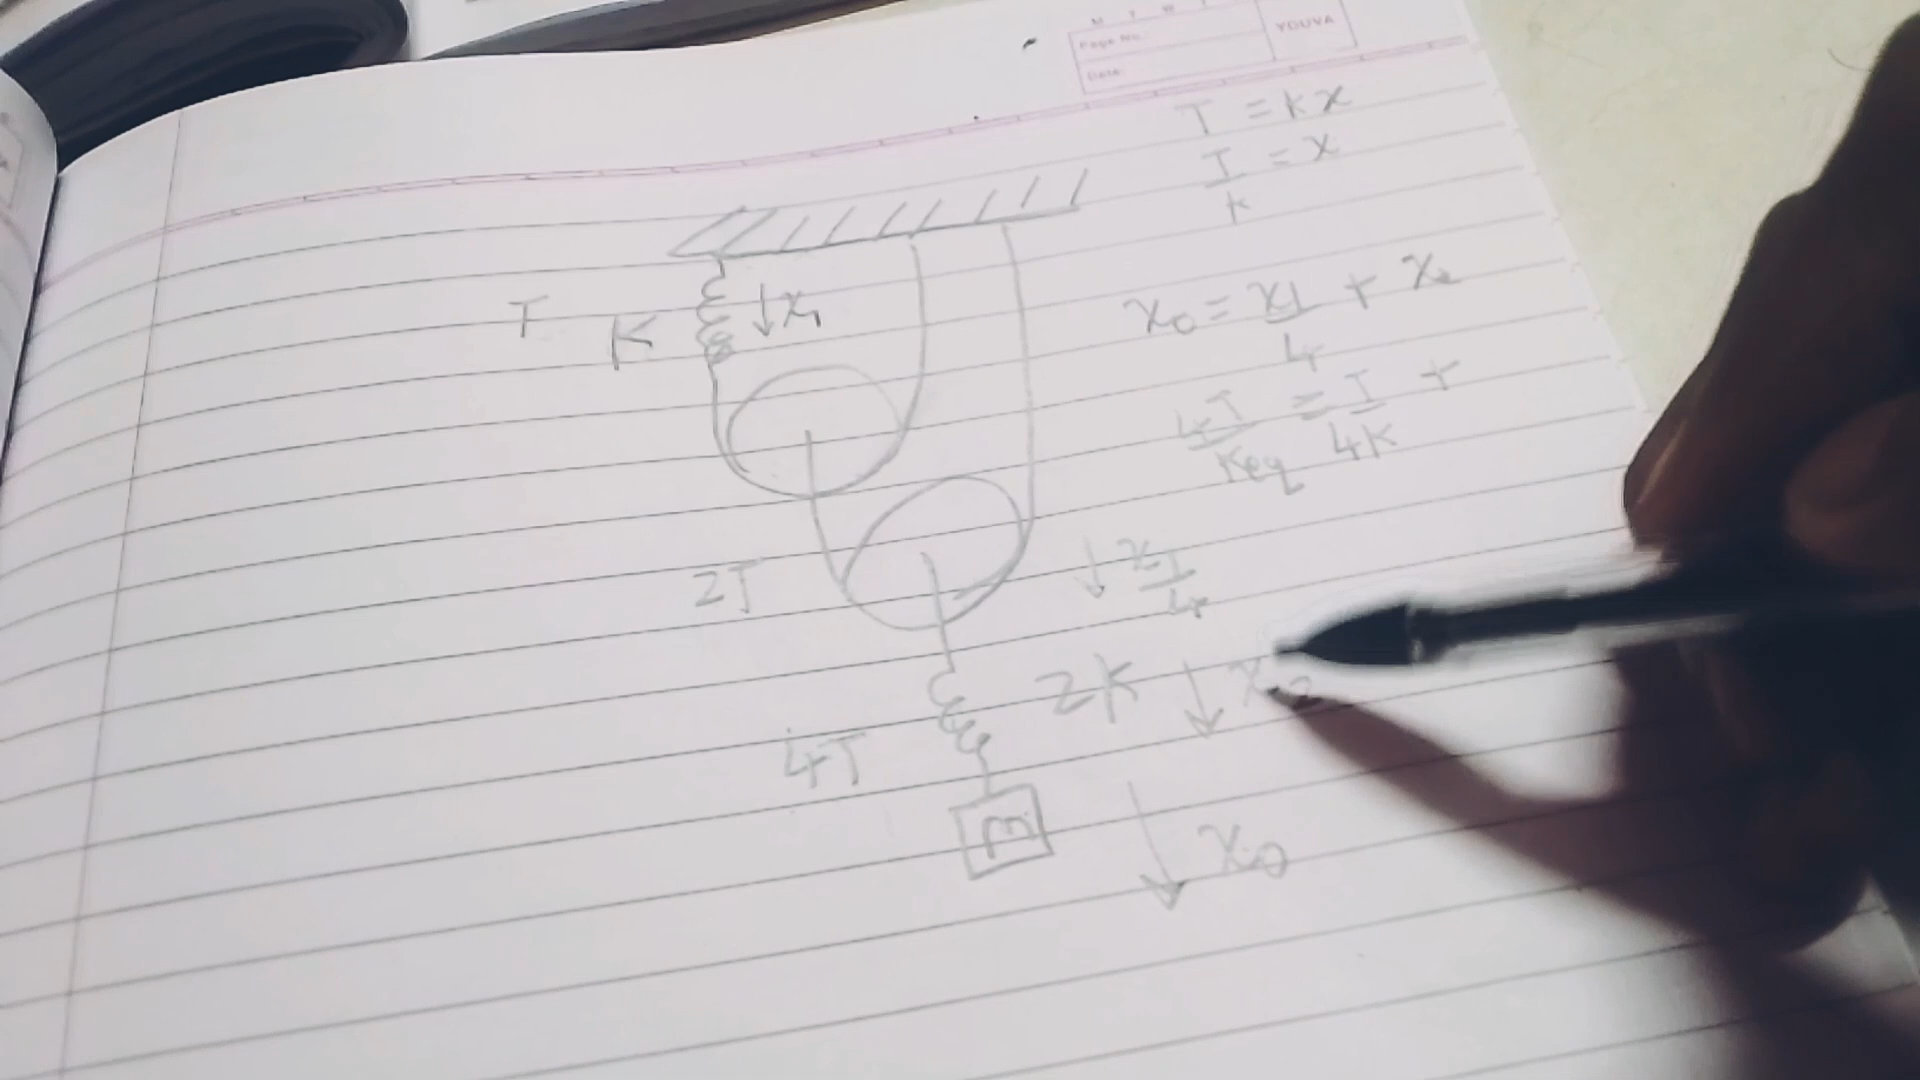 Page No.:
YOUVA
Date:
T = kx
T/k = x
x₀ = x₁/4 + x₂
4T/Keq = T/4K +
T
K
↓x₁
2T
↓ x₁/4
2K
↓
4T
m
↓ x₀